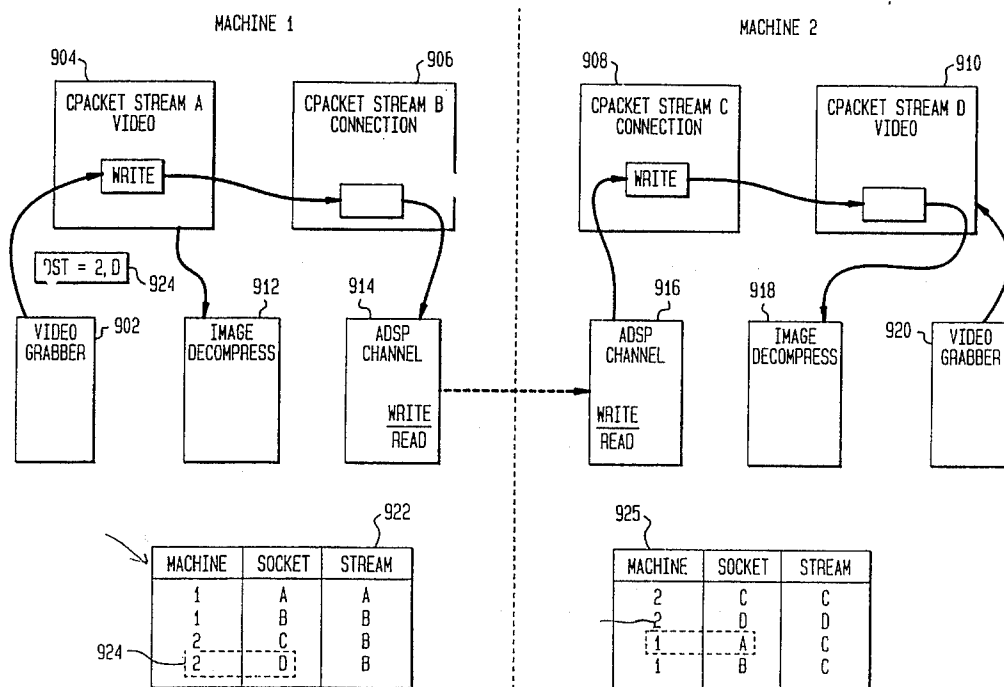 MACHINE 1
MACHINE 2
904
906
908
910
CPACKET STREAM A
VIDEO
CPACKET STREAM B
CONNECTION
CPACKET STREAM C
CONNECTION
CPACKET STREAM D
VIDEO
WRITE
WRITE
DST = 2, D
924
912
914
916
918
920
VIDEO
GRABBER
902
IMAGE
DECOMPRESS
ADSP
CHANNEL
WRITE
READ
ADSP
CHANNEL
WRITE
READ
IMAGE
DECOMPRESS
VIDEO
GRABBER
922
MACHINE SOCKET STREAM
1 A A
1 B B
2 C B
2 D B
924
925
MACHINE SOCKET STREAM
2 C C
2 D D
1 A C
1 B C